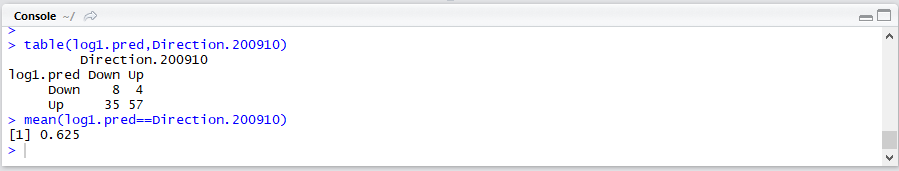 Console ~/
>
> table(log1.pred,Direction.200910)
         Direction.200910
log1.pred Down Up
     Down    8  4
     Up     35 57
> mean(log1.pred==Direction.200910)
[1] 0.625
>